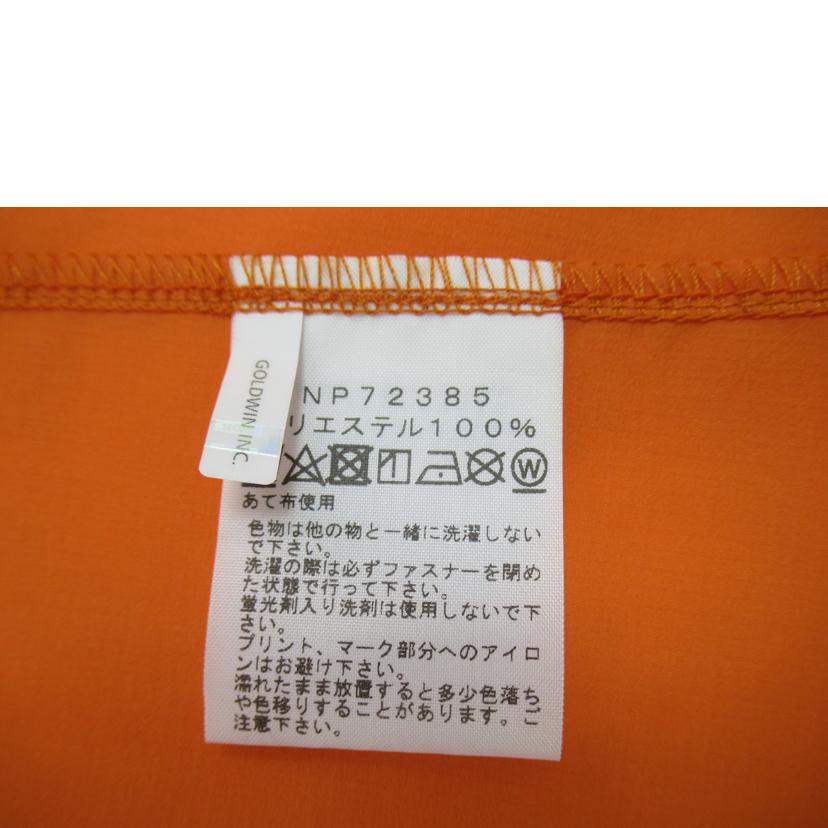 GOLDWIN INC.
NP72385
リエステル100%
W
あて布使用
色物は他の物と一緒に洗濯しない
で下さい。
洗濯の際は必ずファスナーを閉め
た状態で行って下さい。
蛍光剤入り洗剤は使用しないで下
さい。
プリント、マーク部分へのアイロ
ンはお避け下さい。
濡れたまま放置すると多少色落ち
や色移りすることがあります。ご
注意下さい。